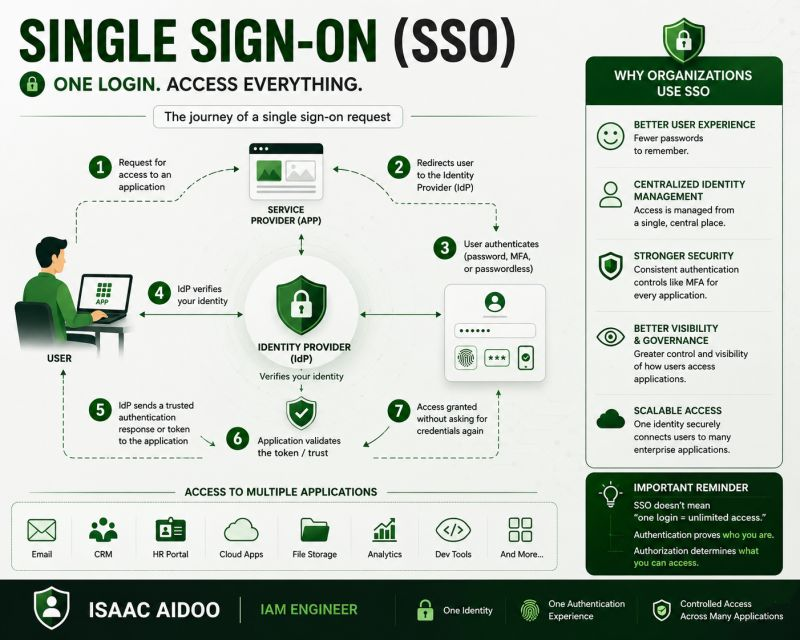 SINGLE SIGN-ON (SSO)
ONE LOGIN. ACCESS EVERYTHING.
The journey of a single sign-on request
1
Request for
access to an
application
SERVICE
PROVIDER (APP)
2
Redirects user
to the Identity
Provider (IdP)
3
User authenticates
(password, MFA,
or passwordless)
APP
USER
4
IdP verifies
your identity
IDENTITY PROVIDER
(IdP)
Verifies your identity
5
IdP sends a trusted
authentication
response or token
to the application
6
Application validates
the token / trust
7
Access granted
without asking for
credentials again
ACCESS TO MULTIPLE APPLICATIONS
Email
CRM
HR Portal
Cloud Apps
File Storage
Analytics
Dev Tools
And More...
WHY ORGANIZATIONS
USE SSO
BETTER USER EXPERIENCE
Fewer passwords
to remember.
CENTRALIZED IDENTITY
MANAGEMENT
Access is managed from
a single, central place.
STRONGER SECURITY
Consistent authentication
controls like MFA for
every application.
BETTER VISIBILITY
& GOVERNANCE
Greater control and visibility
of how users access
applications.
SCALABLE ACCESS
One identity securely
connects users to many
enterprise applications.
IMPORTANT REMINDER
SSO doesn't mean
"one login = unlimited access."
Authentication proves who you are.
Authorization determines what
you can access.
ISAAC AIDOO
IAM ENGINEER
One Identity
One Authentication
Experience
Controlled Access
Across Many Applications